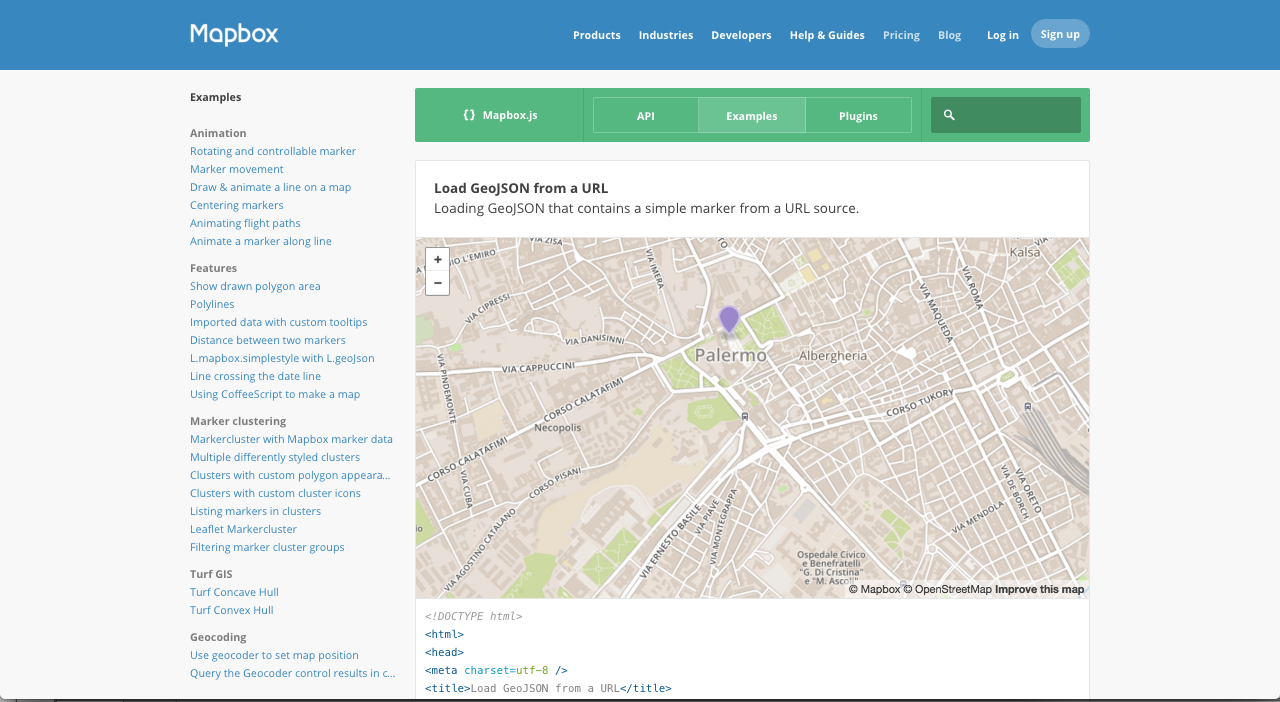 Mapbox
Products Industries Developers Help & Guides Pricing Blog Log in Sign up
Examples
Animation
Rotating and controllable marker
Marker movement
Draw & animate a line on a map
Centering markers
Animating flight paths
Animate a marker along line
Features
Show drawn polygon area
Polylines
Imported data with custom tooltips
Distance between two markers
L.mapbox.simplestyle with L.geoJson
Line crossing the date line
Using CoffeeScript to make a map
Marker clustering
Markercluster with Mapbox marker data
Multiple differently styled clusters
Clusters with custom polygon appeara...
Clusters with custom cluster icons
Listing markers in clusters
Leaflet Markercluster
Filtering marker cluster groups
Turf GIS
Turf Concave Hull
Turf Convex Hull
Geocoding
Use geocoder to set map position
Query the Geocoder control results in c...
{} Mapbox.js
API Examples Plugins
Load GeoJSON from a URL
Loading GeoJSON that contains a simple marker from a URL source.
+
−
VIA ZISA
L'EMIRO
VIA IMERA
Kalsa
VIA CIPRESSI
VIA ROMA
VIA MAQUEDA
VIA DANISINNI
Palermo
Albergheria
VIA CAPPUCCINI
VIA PINDEMONTE
CORSO CALATAFIMI
CORSO TUKORY
Necropolis
CORSO CALATAFIMI
CORSO PISANI
VIA CUBA
VIA ORETO
VIA DE BORCH
VIA MENDOLA
VIA PIAVE
VIA MONTEGRAPPA
VIA ERNESTO BASILE
VIA AGOSTINO CATALANO
Ospedale Civico
e Benefratelli
"G. Di Cristina
e "M. Ascoli"
© Mapbox © OpenStreetMap Improve this map
<!DOCTYPE html>
<html>
<head>
<meta charset=utf-8 />
<title>Load GeoJSON from a URL</title>